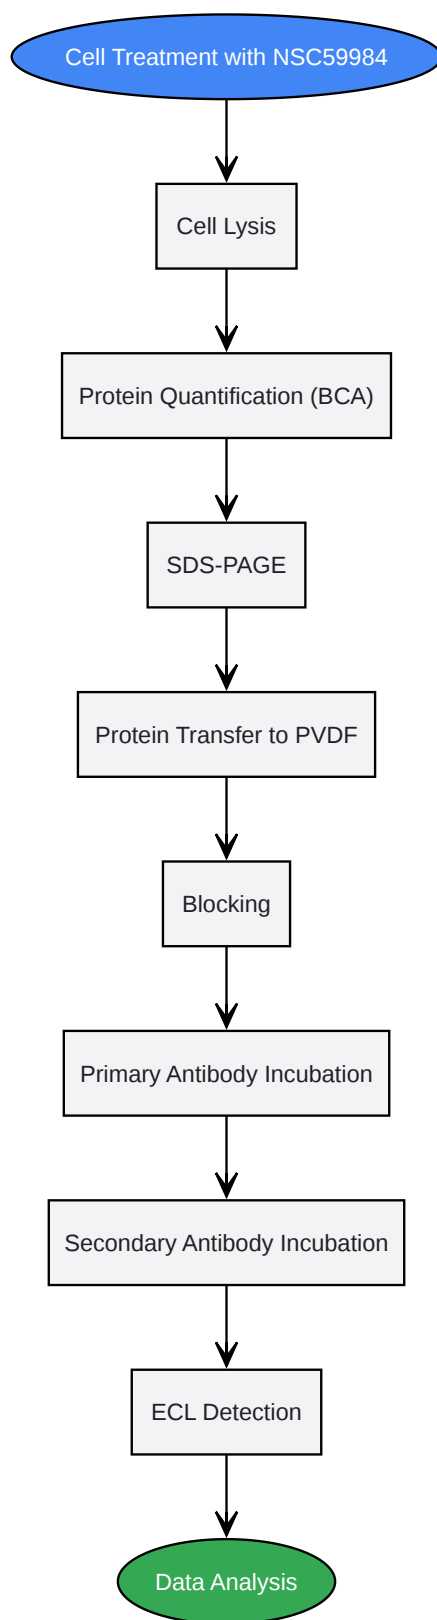 Cell Treatment with NSC59984
Cell Lysis
Protein Quantification (BCA)
SDS-PAGE
Protein Transfer to PVDF
Blocking
Primary Antibody Incubation
Secondary Antibody Incubation
ECL Detection
Data Analysis